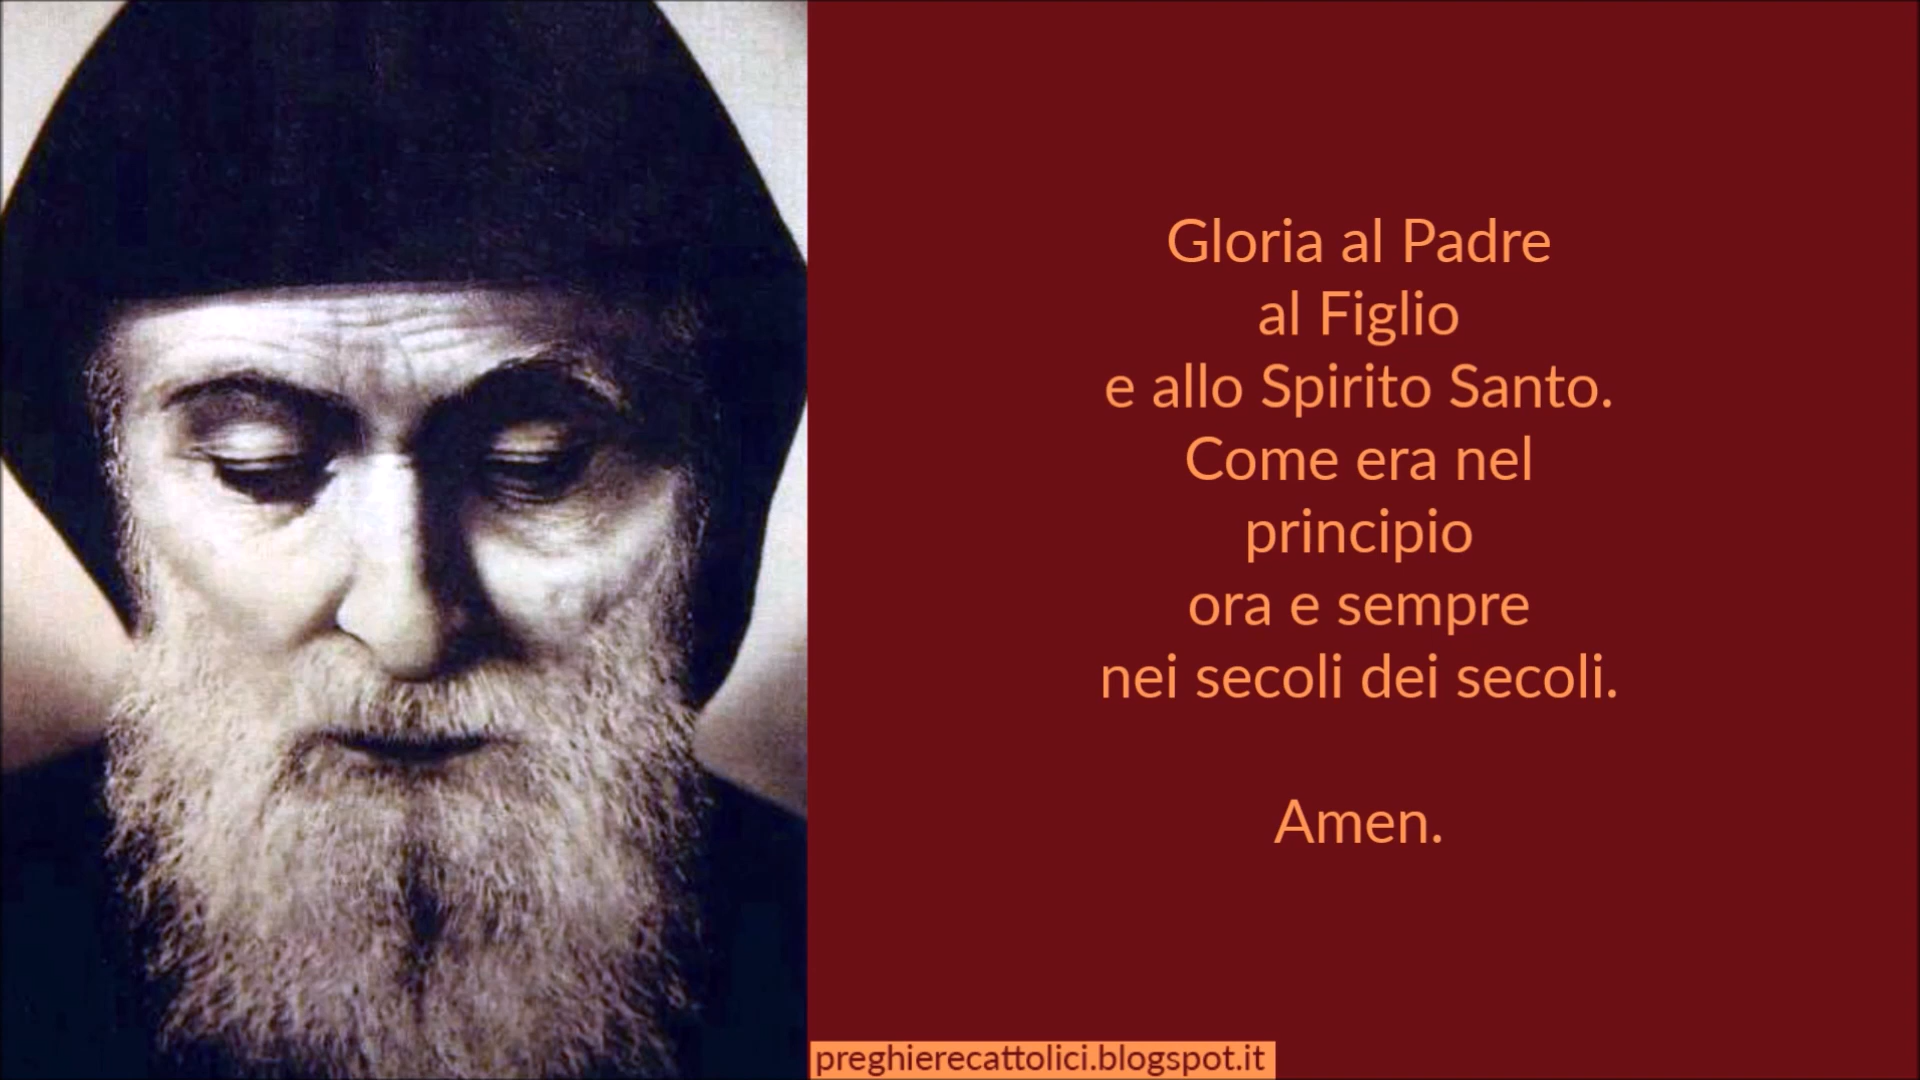 Gloria al Padre
al Figlio
e allo Spirito Santo.
Come era nel
principio
ora e sempre
nei secoli dei secoli.
Amen.
preghierecattolici.blogspot.it